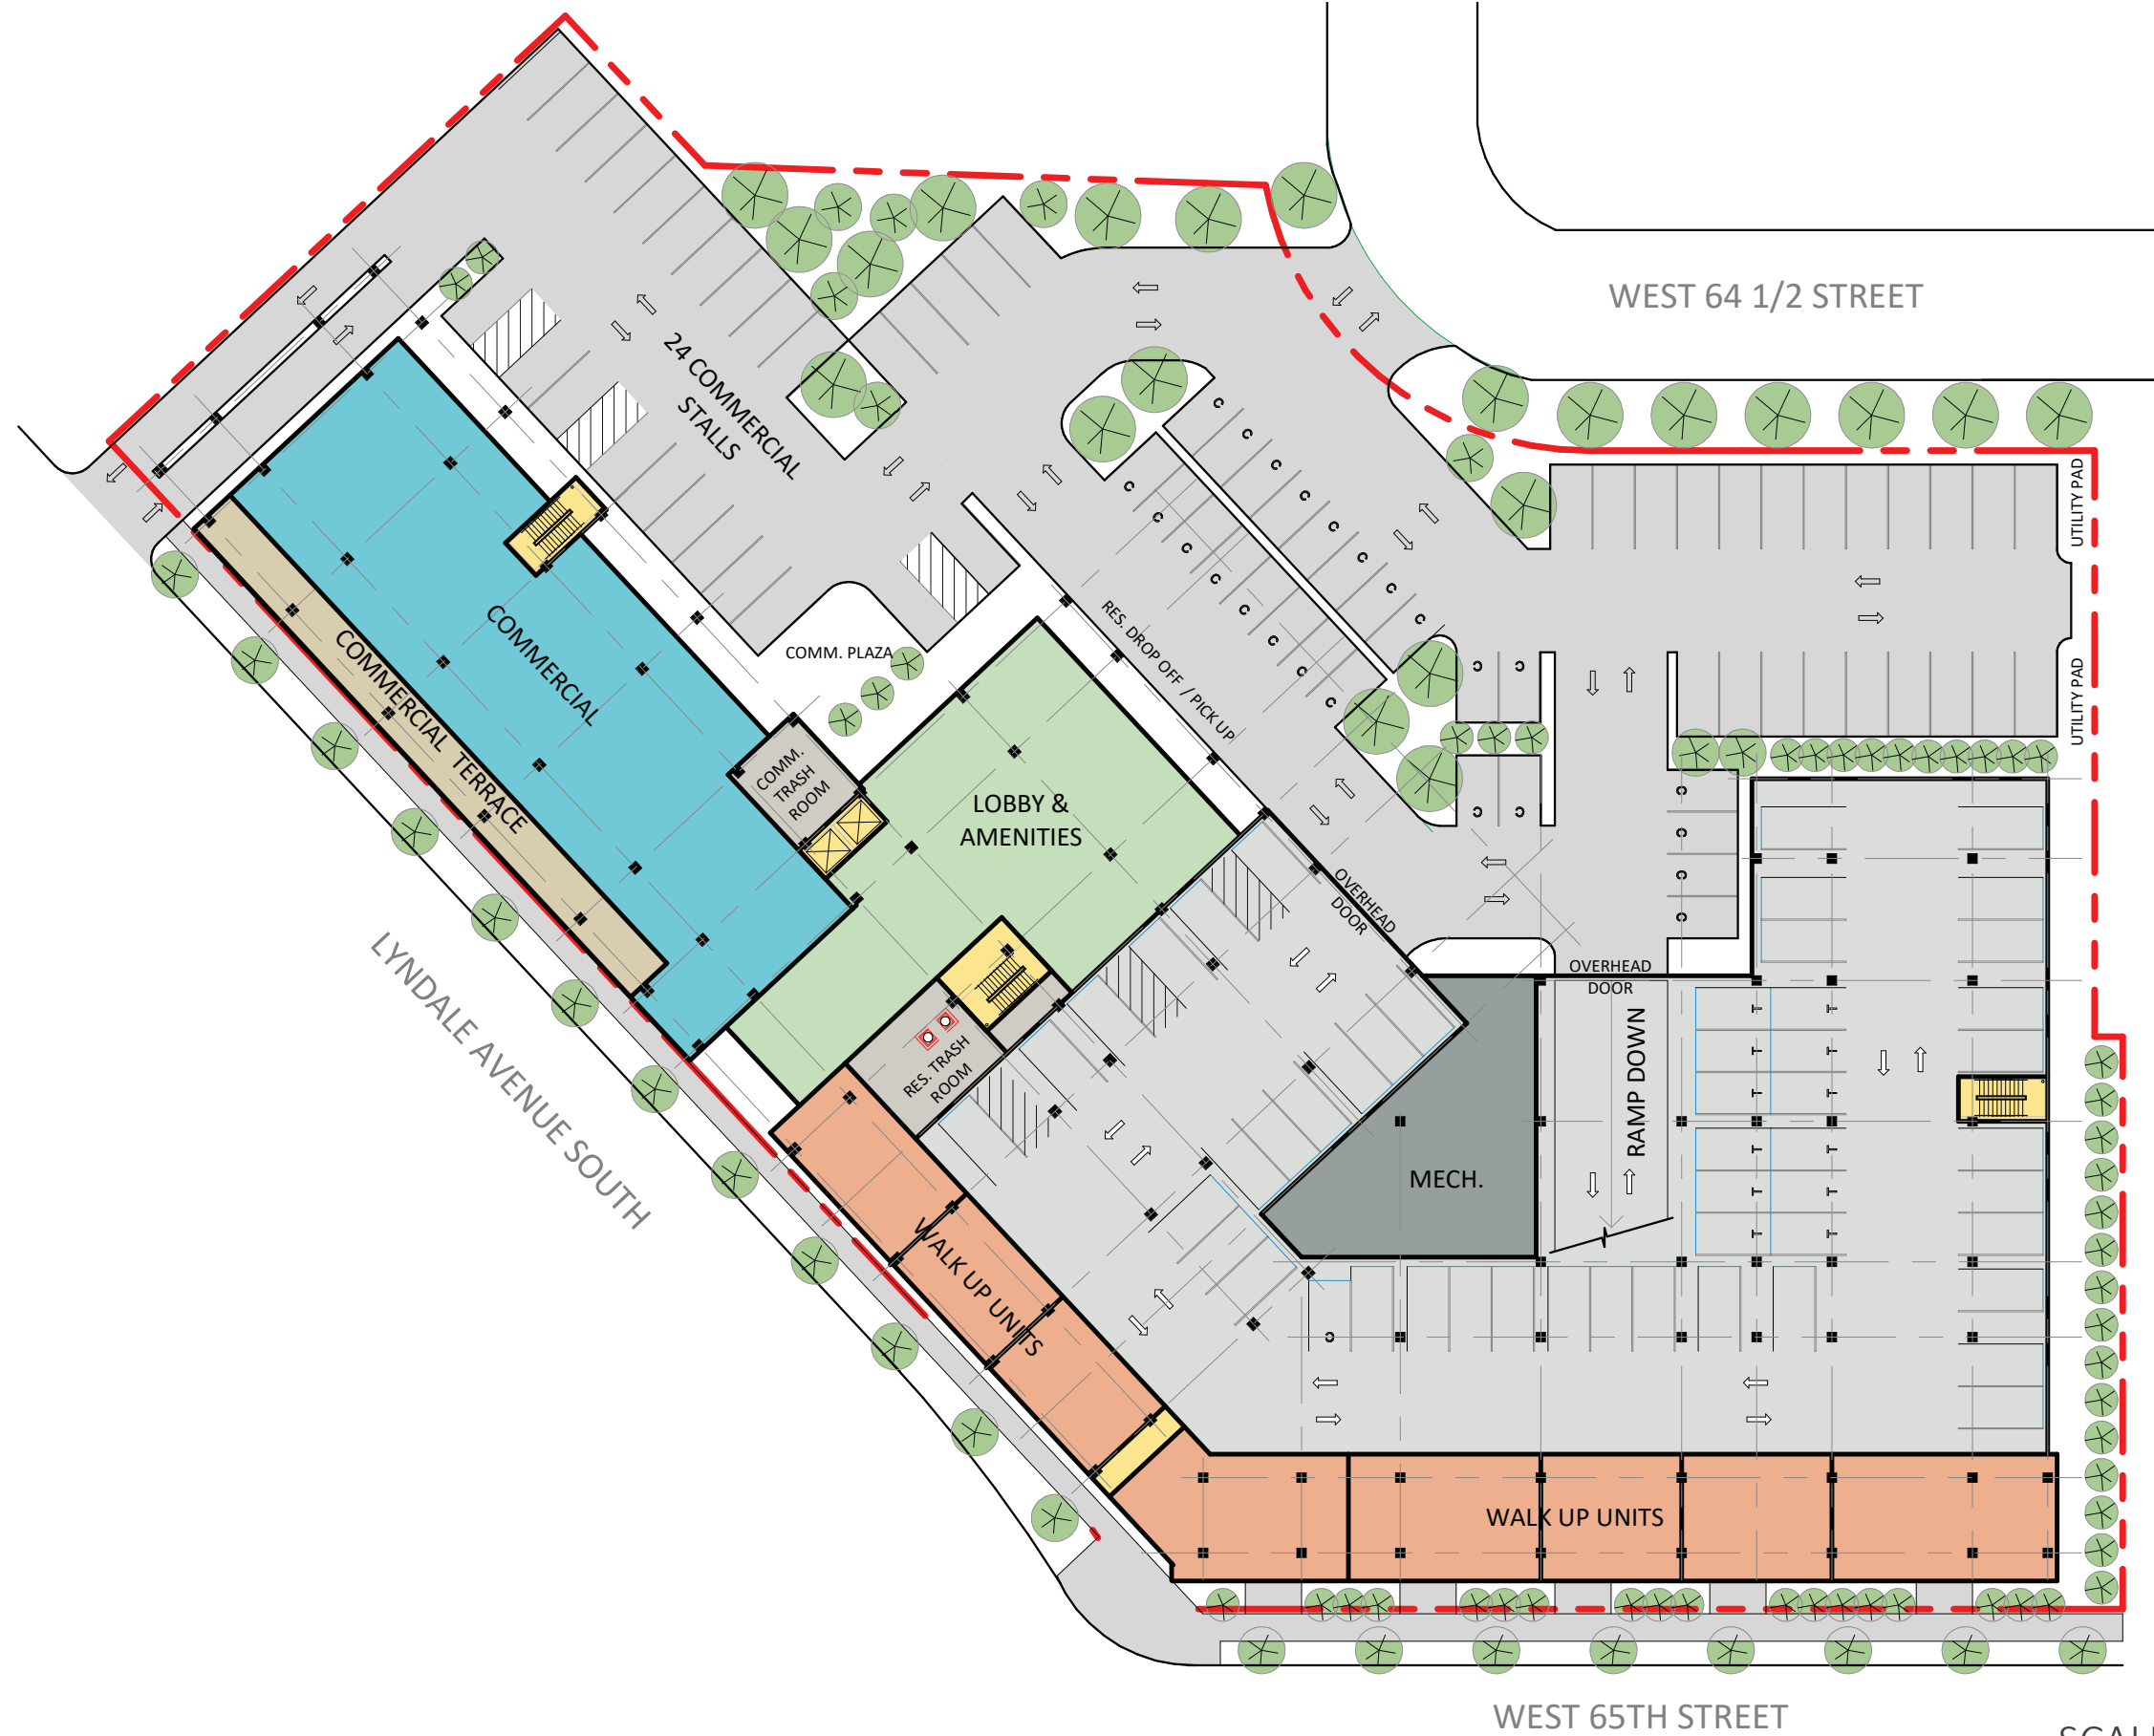 WEST 64 1/2 STREET
24 COMMERCIAL
STALLS
UTILITY PAD
COMMERCIAL
COMMERCIAL TERRACE
COMM. PLAZA
RES. DROP OFF / PICK UP
UTILITY PAD
COMM.
TRASH
ROOM
LOBBY &
AMENITIES
OVERHEAD
DOOR
OVERHEAD
DOOR
LYNDALE AVENUE SOUTH
RES. TRASH
ROOM
RAMP DOWN
MECH.
WALK UP UNITS
WALK UP UNITS
WEST 65TH STREET